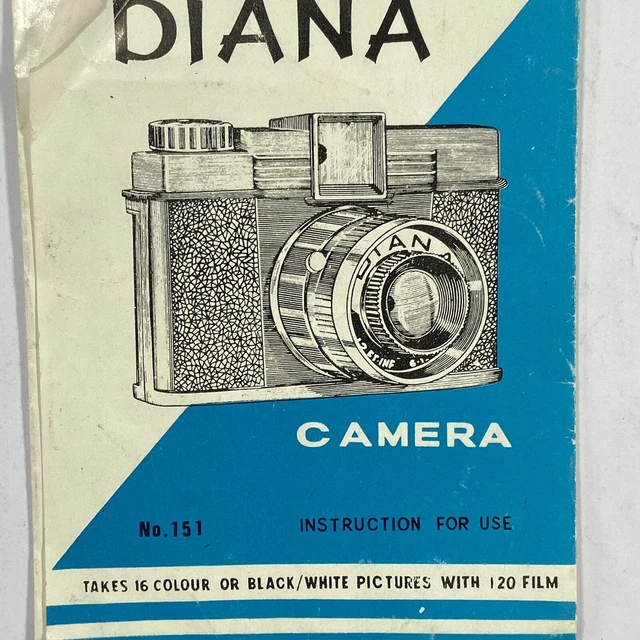 DIANA
DIANA
CAMERA
No.151 INSTRUCTION FOR USE
TAKES 16 COLOUR OR BLACK/WHITE PICTURES WITH 120 FILM